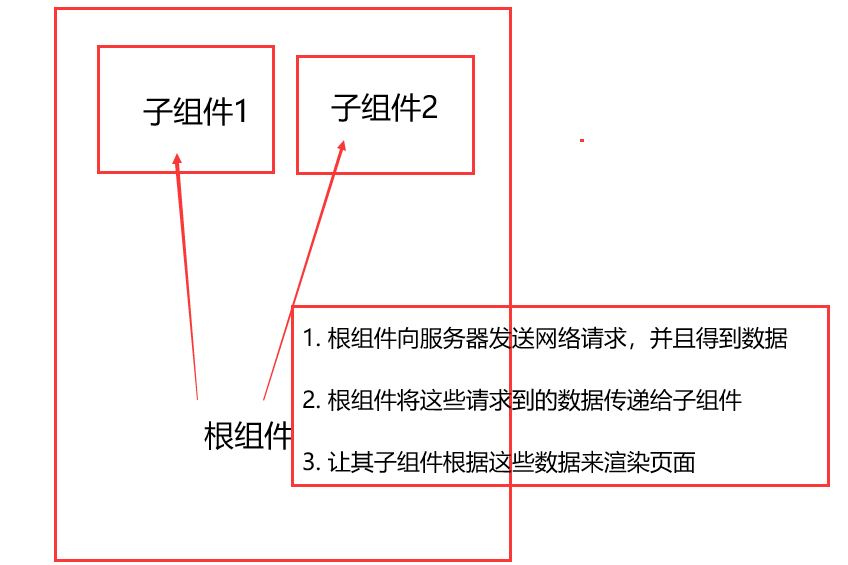 子组件1
子组件2
1. 根组件向服务器发送网络请求，并且得到数据
2. 根组件将这些请求到的数据传递给子组件
根组件
3. 让其子组件根据这些数据来渲染页面